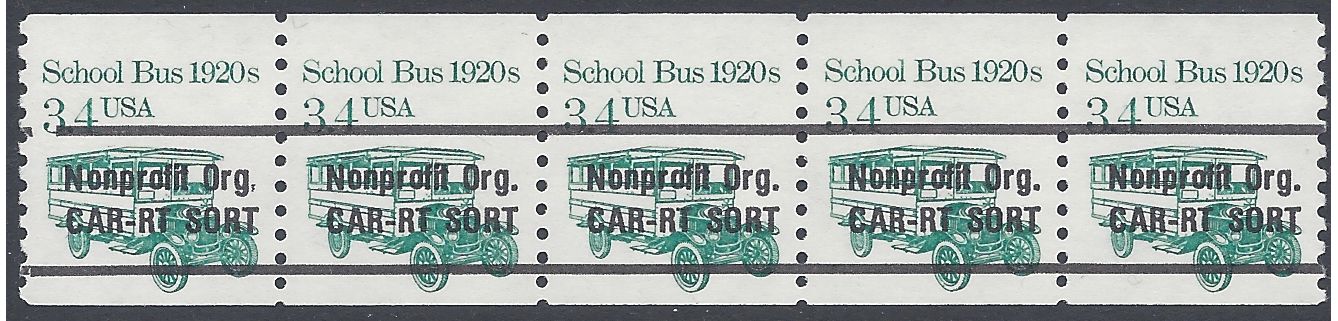 School Bus 1920s School Bus 1920s School Bus 1920s School Bus 1920s School Bus 1920s
3.4 USA 3.4 USA 3.4 USA 3.4 USA 3.4 USA
Nonprofit Org. Nonprofit Org. Nonprofit Org. Nonprofit Org. Nonprofit Org.
CAR-RT SORT CAR-RT SORT CAR-RT SORT CAR-RT SORT CAR-RT SORT